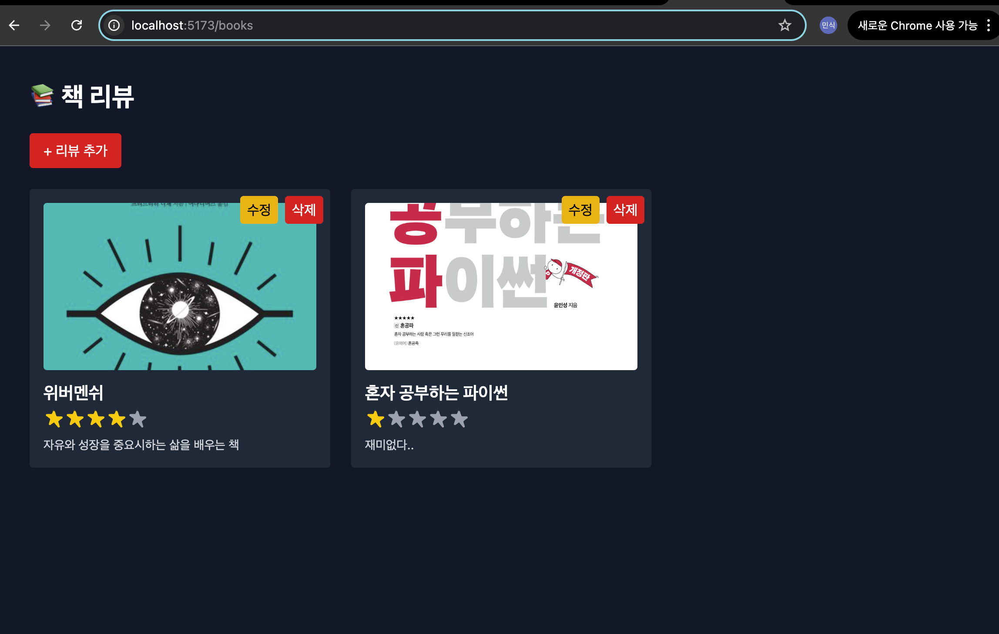 localhost:5173/books
민식
새로운 Chrome 사용 가능
📚 책 리뷰
+ 리뷰 추가
수정
삭제
위버멘쉬
자유와 성장을 중요시하는 삶을 배우는 책
수정
삭제
공부하는
파이썬
개정판
윤인성 지음
★★★★★
신 혼공파
혼자 공부하는 사람 혹은 그런 무리를 일컫는 신조어
[유의어] 혼공족
혼자 공부하는 파이썬
재미없다..